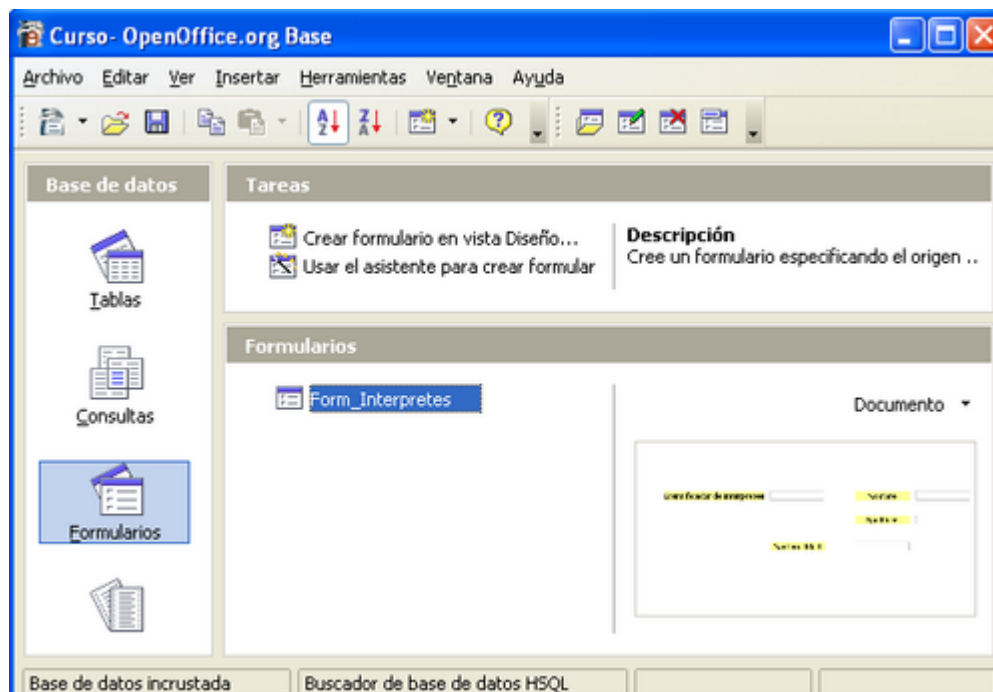 Curso- OpenOffice.org Base
Archivo Editar Ver Insertar Herramientas Ventana Ayuda
Base de datos
Tablas
Consultas
Formularios
Tareas
Crear formulario en vista Diseño...
Usar el asistente para crear formular
Descripción
Cree un formulario especificando el origen ..
Formularios
Form_Interpretes
Documento
Base de datos incrustada
Buscador de base de datos HSQL